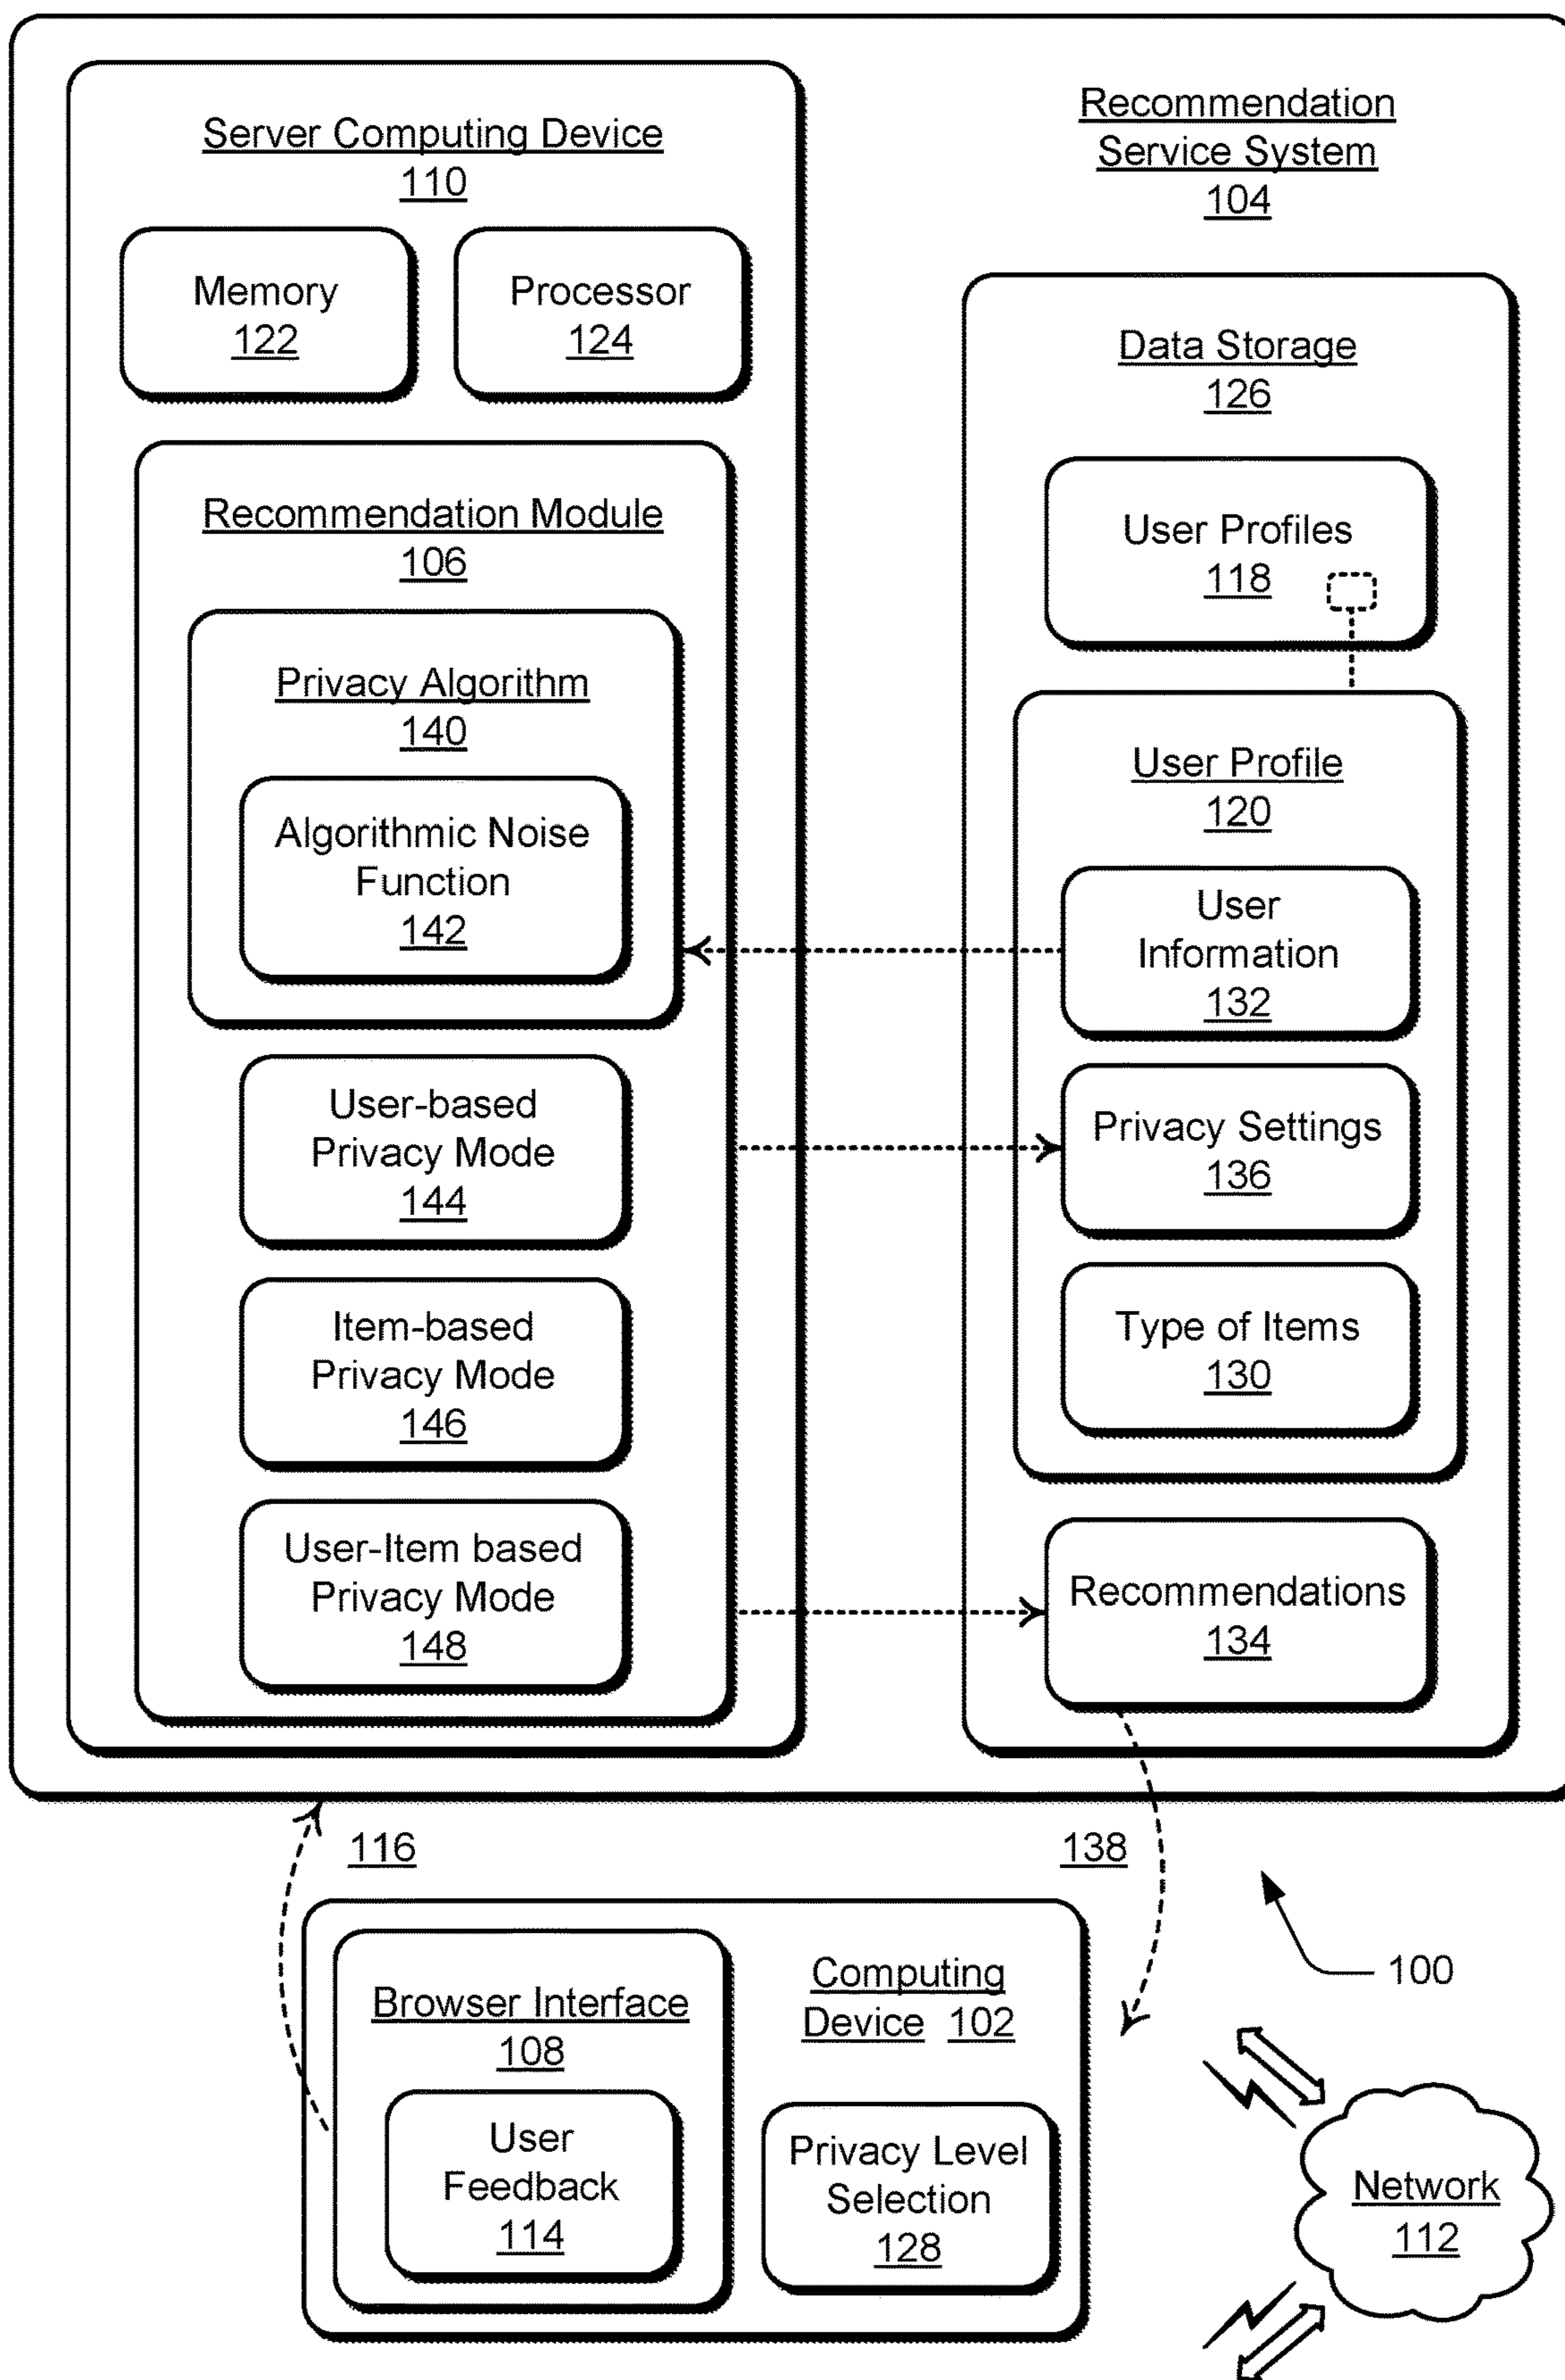 Server Computing Device
110
Memory
122
Processor
124
Recommendation Module
106
Privacy Algorithm
140
Algorithmic Noise
Function
142
User-based
Privacy Mode
144
Item-based
Privacy Mode
146
User-Item based
Privacy Mode
148
Recommendation
Service System
104
Data Storage
126
User Profiles
118
User Profile
120
User
Information
132
Privacy Settings
136
Type of Items
130
Recommendations
134
116
138
Browser Interface
108
User
Feedback
114
Computing
Device 102
Privacy Level
Selection
128
100
Network
112